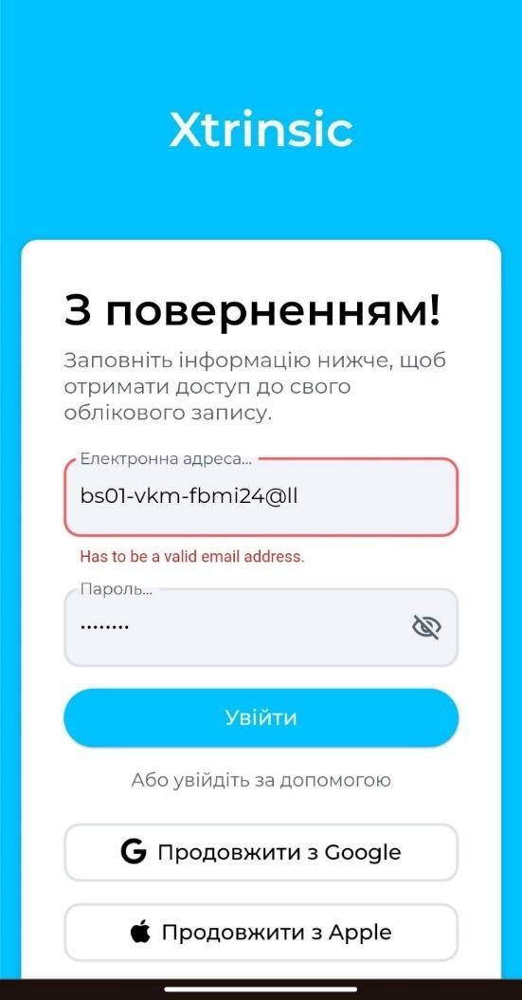 Xtrinsic
З поверненням!
Заповніть інформацію нижче, щоб
отримати доступ до свого
облікового запису.
Електронна адреса...
bs01-vkm-fbmi24@ll
Has to be a valid email address.
Пароль...
••••••••
Увійти
Або увійдіть за допомогою
Продовжити з Google
Продовжити з Apple